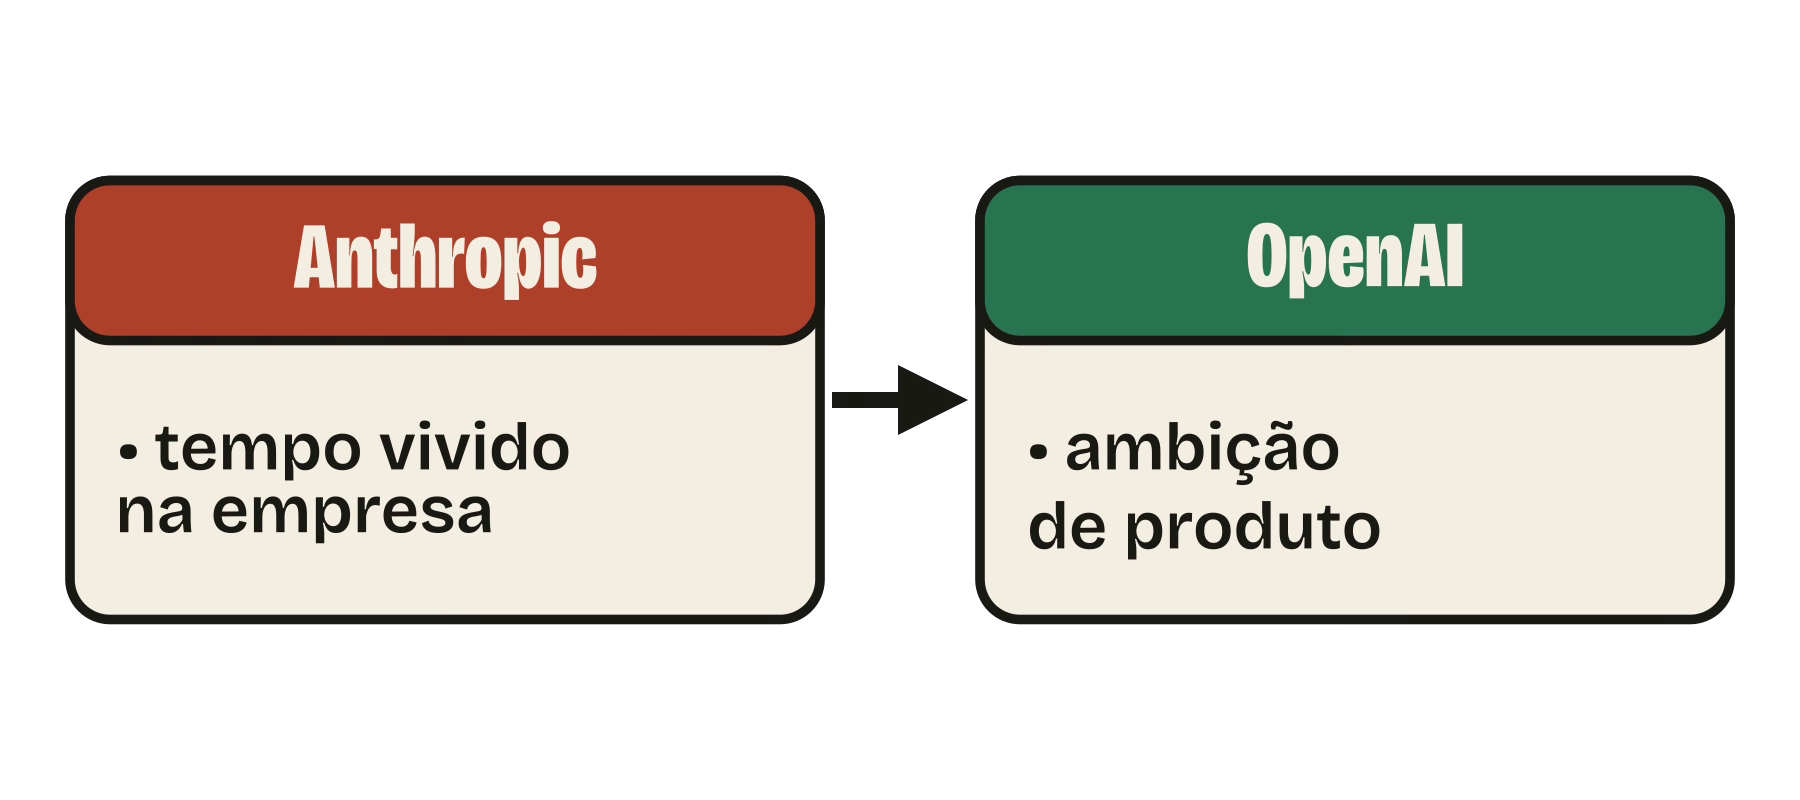 Anthropic
• tempo vivido
na empresa
OpenAI
• ambição
de produto